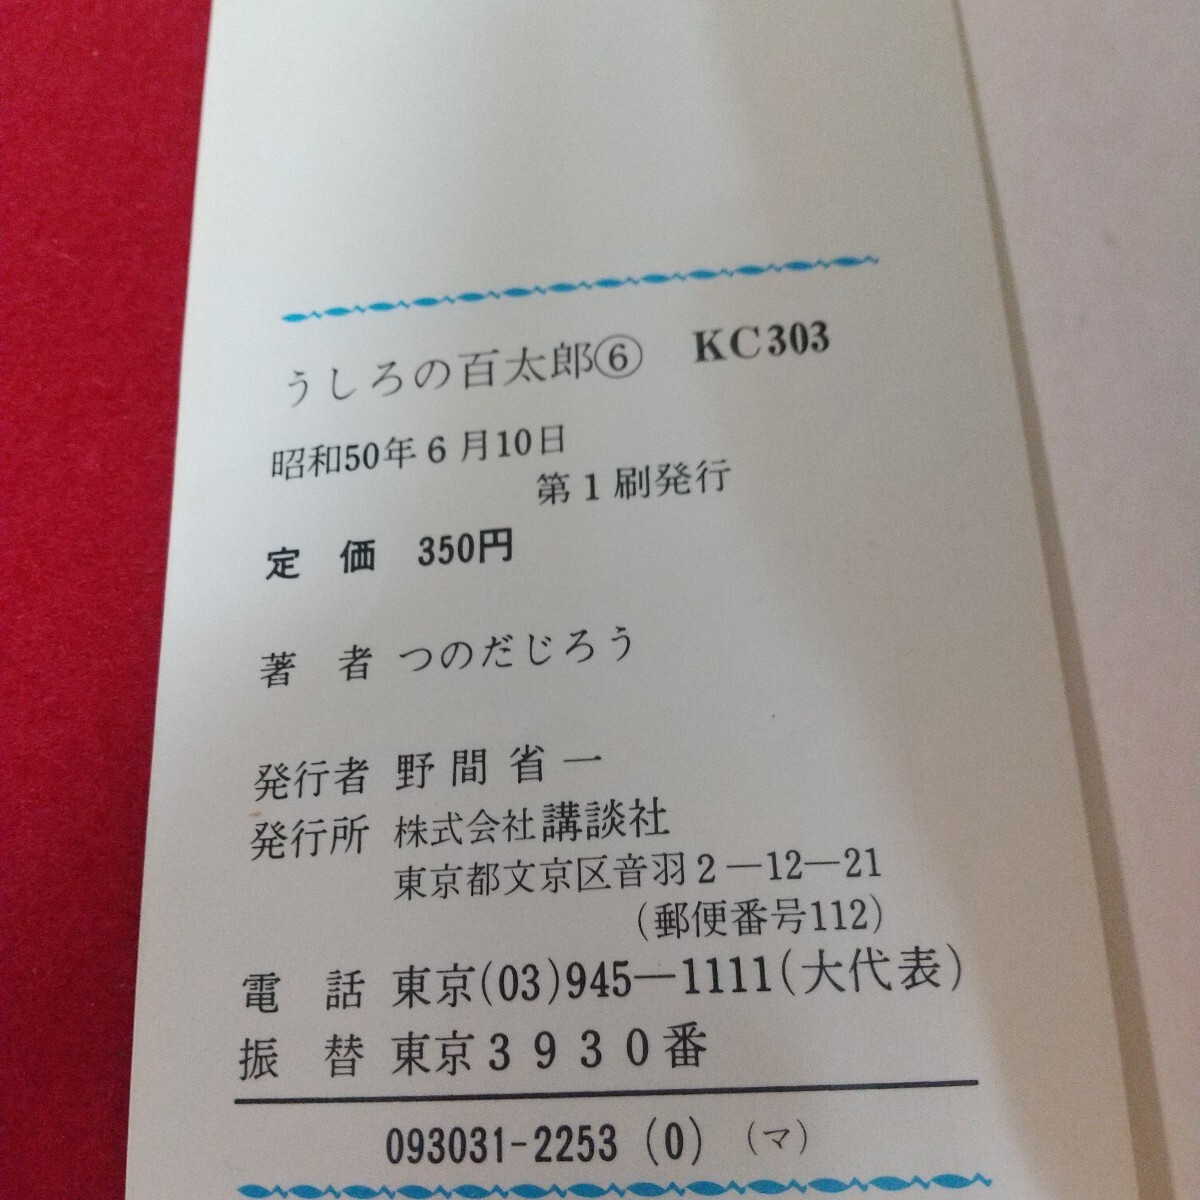 うしろの百太郎⑥ KC303
昭和50年6月10日
第1刷発行
定 価 350円
著 者 つのだじろう
発行者 野間省一
発行所 株式会社講談社
東京都文京区音羽2―12―21
(郵便番号112)
電 話 東京(03)945―1111(大代表)
振 替 東京3930番
093031-2253 (0) (マ)